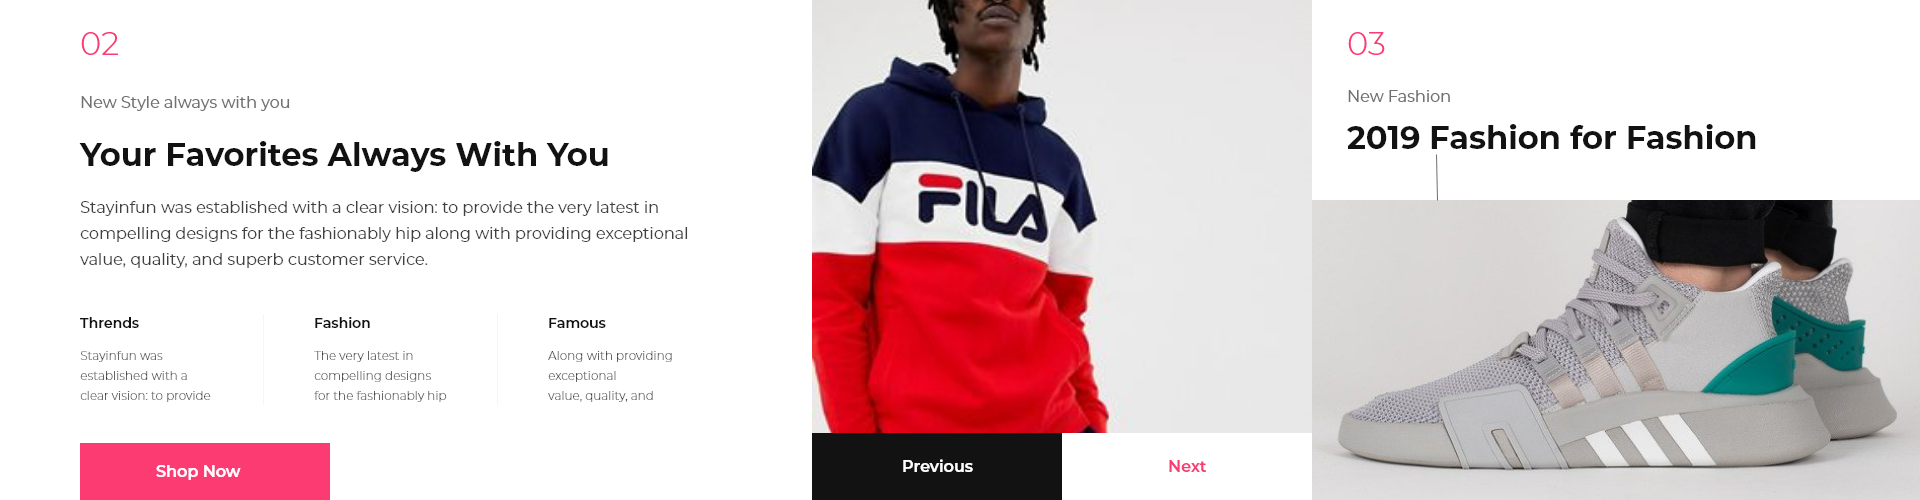 02
New Style always with you
Your Favorites Always With You
Stayinfun was established with a clear vision: to provide the very latest in
compelling designs for the fashionably hip along with providing exceptional
value, quality, and superb customer service.
Thrends
Stayinfun was
established with a
clear vision: to provide
Fashion
The very latest in
compelling designs
for the fashionably hip
Famous
Along with providing
exceptional
value, quality, and
Shop Now
FILA
Previous
Next
03
New Fashion
2019 Fashion for Fashion